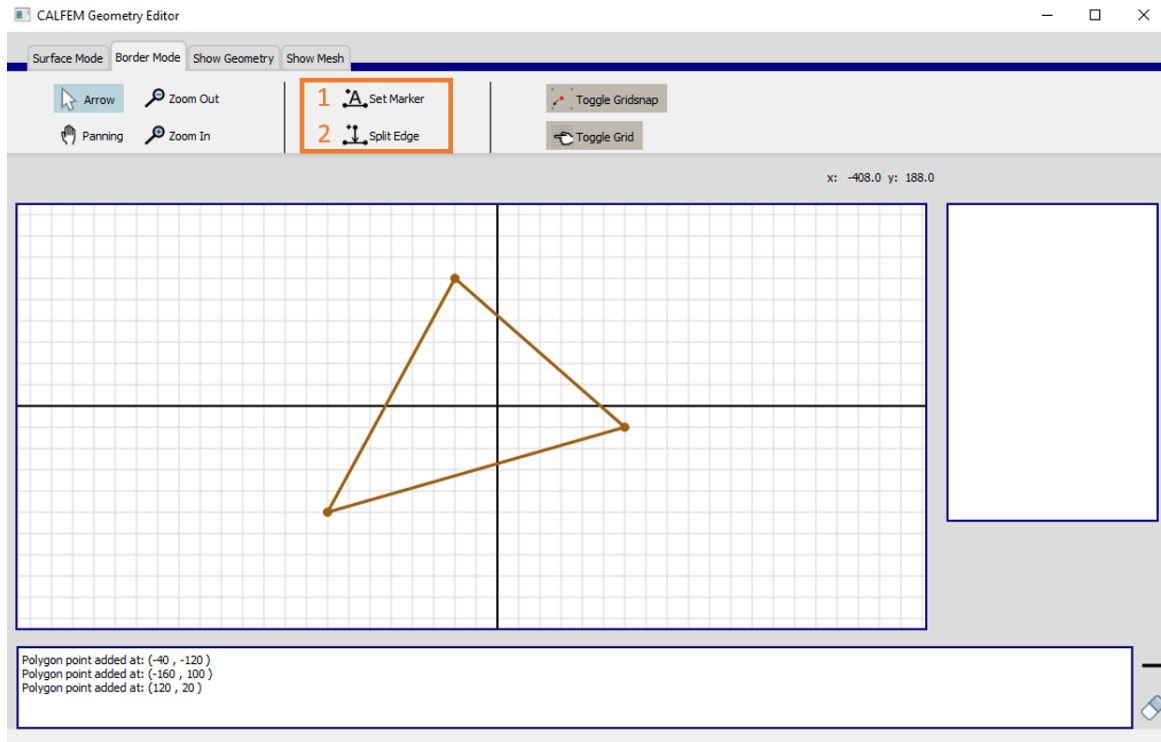 CALFEM Geometry Editor
Surface Mode Border Mode Show Geometry Show Mesh
Arrow Zoom Out 1 A Set Marker Toggle Gridsnap
Panning Zoom In 2 Split Edge Toggle Grid
x: -408.0 y: 188.0
Polygon point added at: (-40 , -120 )
Polygon point added at: (-160 , 100 )
Polygon point added at: (120 , 20 )